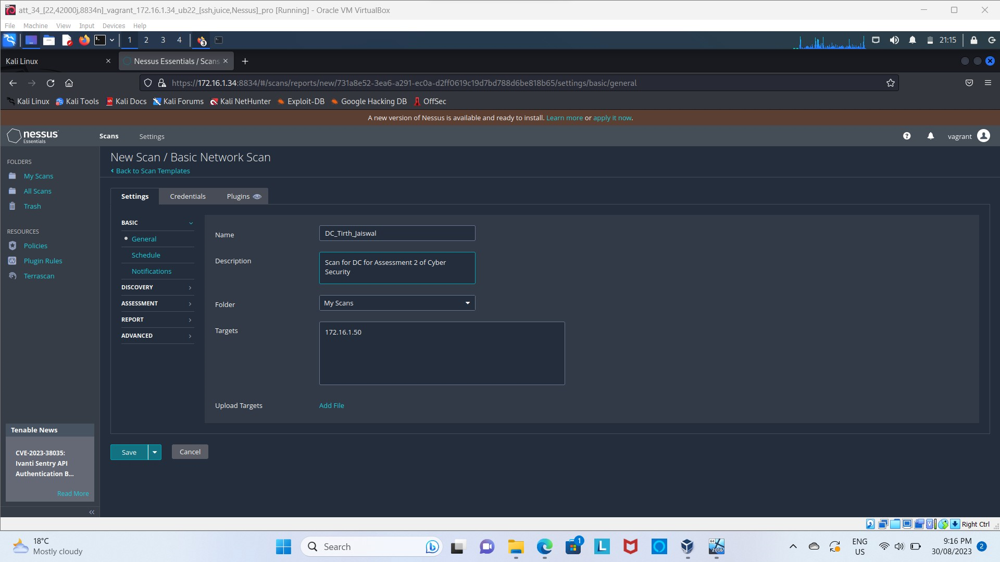 att_34_[22,42000j,8834n]_vagrant_172.16.1.34_ub22_[ssh,juice,Nessus]_pro [Running] - Oracle VM VirtualBox
File Machine View Input Devices Help
1 2 3 4 3 21:15
Kali Linux
Nessus Essentials / Scans
https://172.16.1.34:8834/#/scans/reports/new/731a8e52-3ea6-a291-ec0a-d2ff0619c19d7bd788d6be818b65/settings/basic/general
Kali Linux Kali Tools Kali Docs Kali Forums Kali NetHunter Exploit-DB Google Hacking DB OffSec
A new version of Nessus is available and ready to install. Learn more or apply it now.
nessus
Essentials
Scans Settings
vagrant
FOLDERS
My Scans
All Scans
Trash
RESOURCES
Policies
Plugin Rules
Terrascan
New Scan / Basic Network Scan
Back to Scan Templates
Settings Credentials Plugins
BASIC
General
Schedule
Notifications
DISCOVERY
ASSESSMENT
REPORT
ADVANCED
Name
DC_Tirth_Jaiswal
Description
Scan for DC for Assessment 2 of Cyber
Security
Folder
My Scans
Targets
172.16.1.50
Upload Targets
Add File
Save
Cancel
Tenable News
CVE-2023-38035:
Ivanti Sentry API
Authentication B...
Read More
Right Ctrl
18°C
Mostly cloudy
Search
1
L
64
2016
ENG
US
9:16 PM
30/08/2023
2